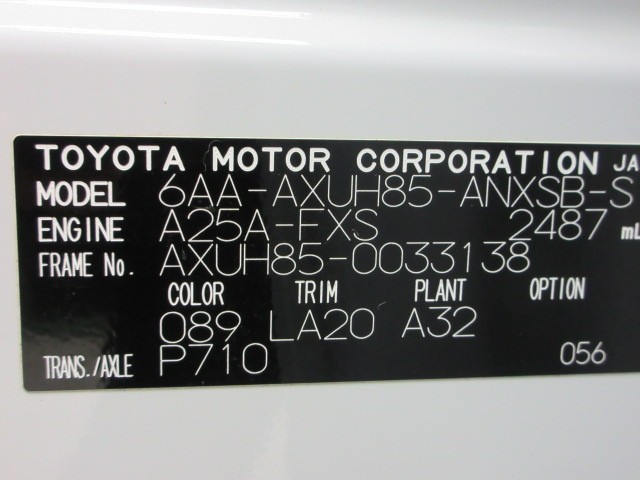 TOYOTA MOTOR CORPORATION JA
MODEL 6AA-AXUH85-ANXSB-S
ENGINE A25A-FXS 2487 mL
FRAME No. AXUH85-0033138
COLOR TRIM PLANT OPTION
089 LA20 A32
TRANS./AXLE P710 056